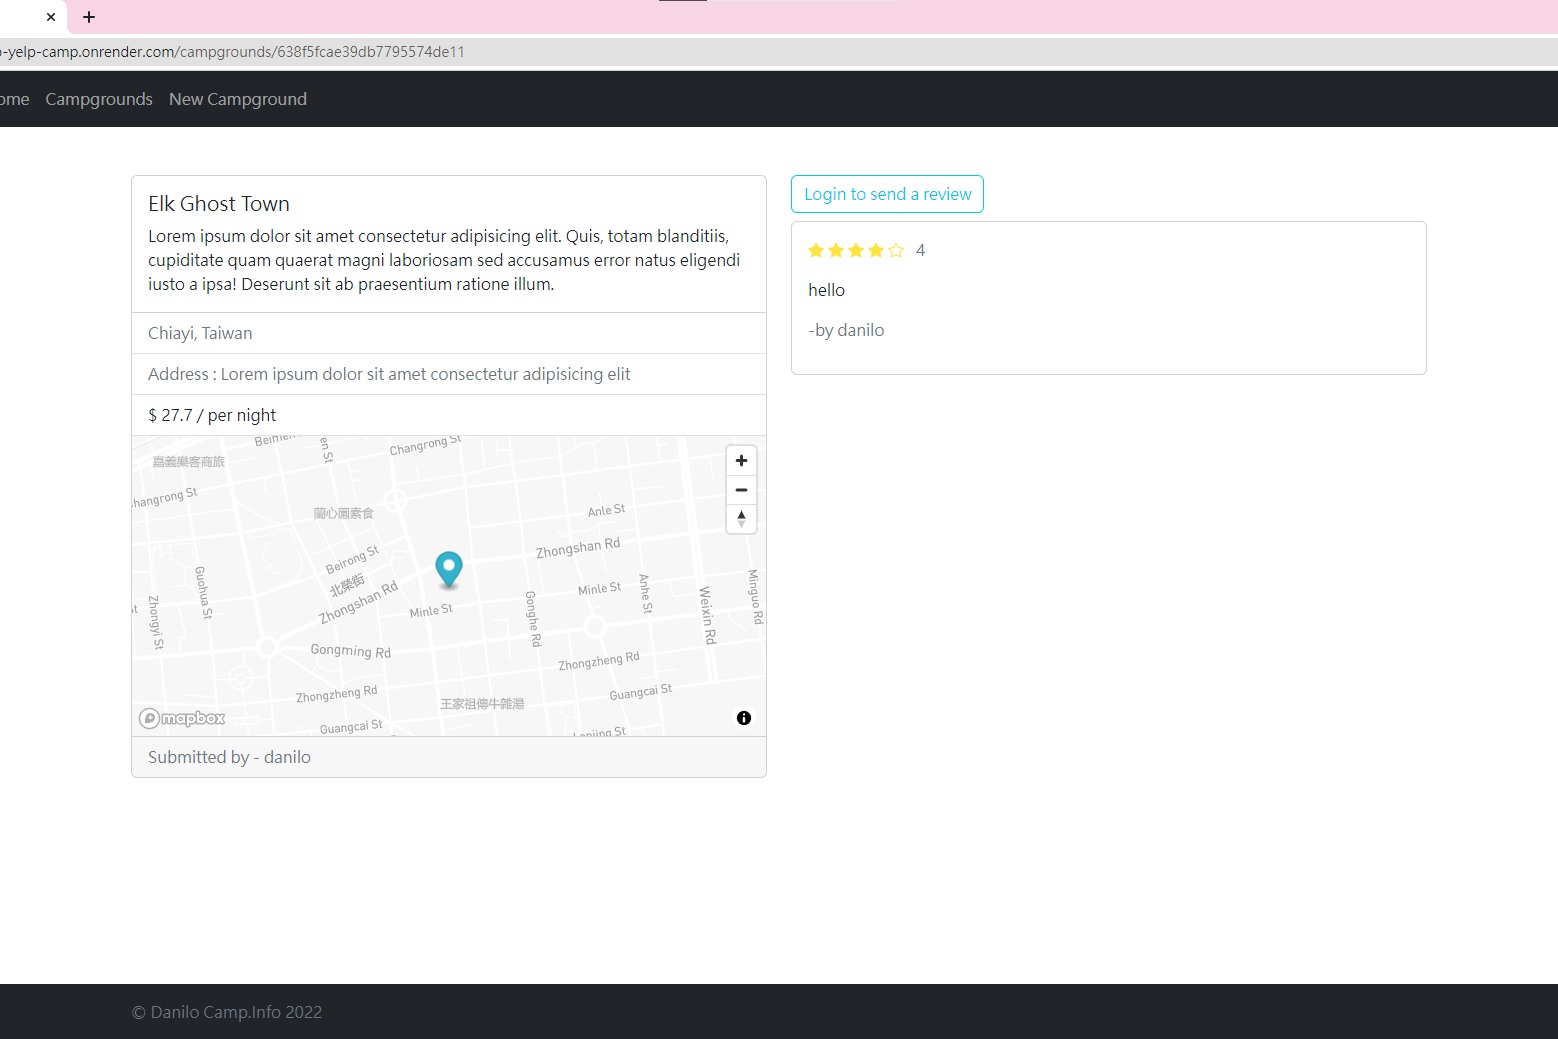 -yelp-camp.onrender.com/campgrounds/638f5fcae39db7795574de11
ome Campgrounds New Campground
Elk Ghost Town
Lorem ipsum dolor sit amet consectetur adipisicing elit. Quis, totam blanditiis,
cupiditate quam quaerat magni laboriosam sed accusamus error natus eligendi
iusto a ipsa! Deserunt sit ab praesentium ratione illum.
Chiayi, Taiwan
Address : Lorem ipsum dolor sit amet consectetur adipisicing elit
$ 27.7 / per night
Changrong St
嘉義樂客商旅
Changrong St
蘭心園素食
Anle St
Zhongshan Rd
Beirong St
北榮街
Zhongshan Rd
Minle St
Minle St
Guohua St
Zhongyi St
Gonghe Rd
Anhe St
Weixin Rd
Minguo Rd
Gongming Rd
Zhongzheng Rd
Zhongzheng Rd
Guangcai St
王家祖傳牛雜湯
Guangcai St
mapbox
Submitted by - danilo
Login to send a review
4
hello
-by danilo
© Danilo Camp.Info 2022